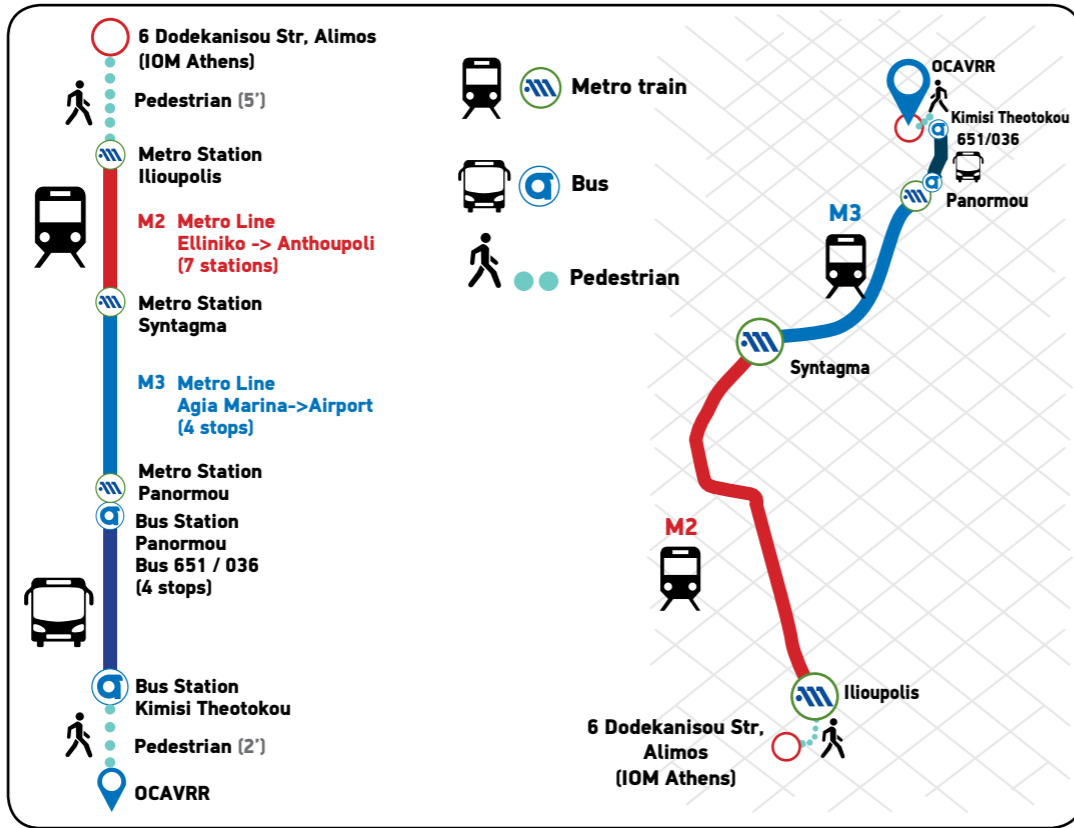 6 Dodekanisou Str, Alimos
(IOM Athens)
Pedestrian (5')
Metro Station
Ilioupolis
M2 Metro Line
Elliniko -> Anthoupoli
(7 stations)
Metro Station
Syntagma
M3 Metro Line
Agia Marina->Airport
(4 stops)
Metro Station
Panormou
Bus Station
Panormou
Bus 651 / 036
(4 stops)
Bus Station
Kimisi Theotokou
Pedestrian (2')
OCAVRR
Metro train
Bus
Pedestrian
OCAVRR
Kimisi Theotokou
651/036
Panormou
M3
Syntagma
M2
Ilioupolis
6 Dodekanisou Str,
Alimos
(IOM Athens)